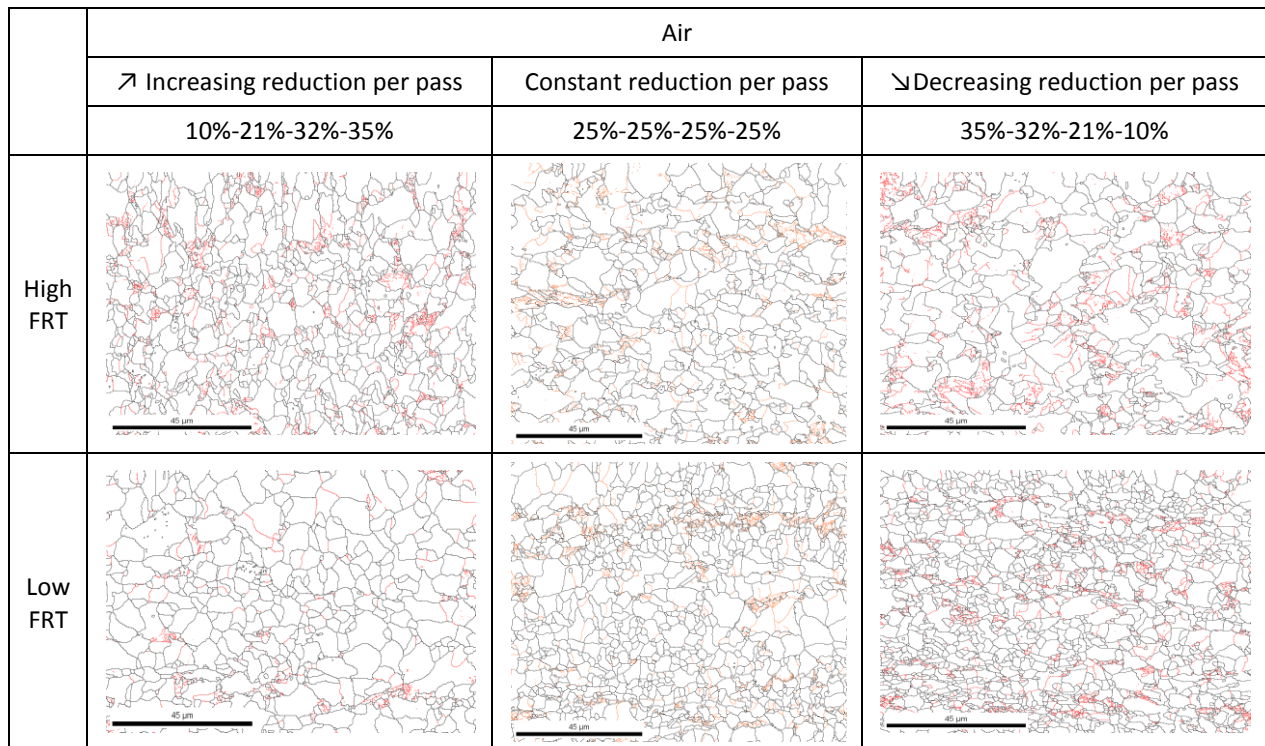 Air
↗ Increasing reduction per pass
Constant reduction per pass
↘Decreasing reduction per pass
10%-21%-32%-35%
25%-25%-25%-25%
35%-32%-21%-10%
High
FRT
45 µm
45 µm
45 µm
Low
FRT
45 µm
45 µm
45 µm